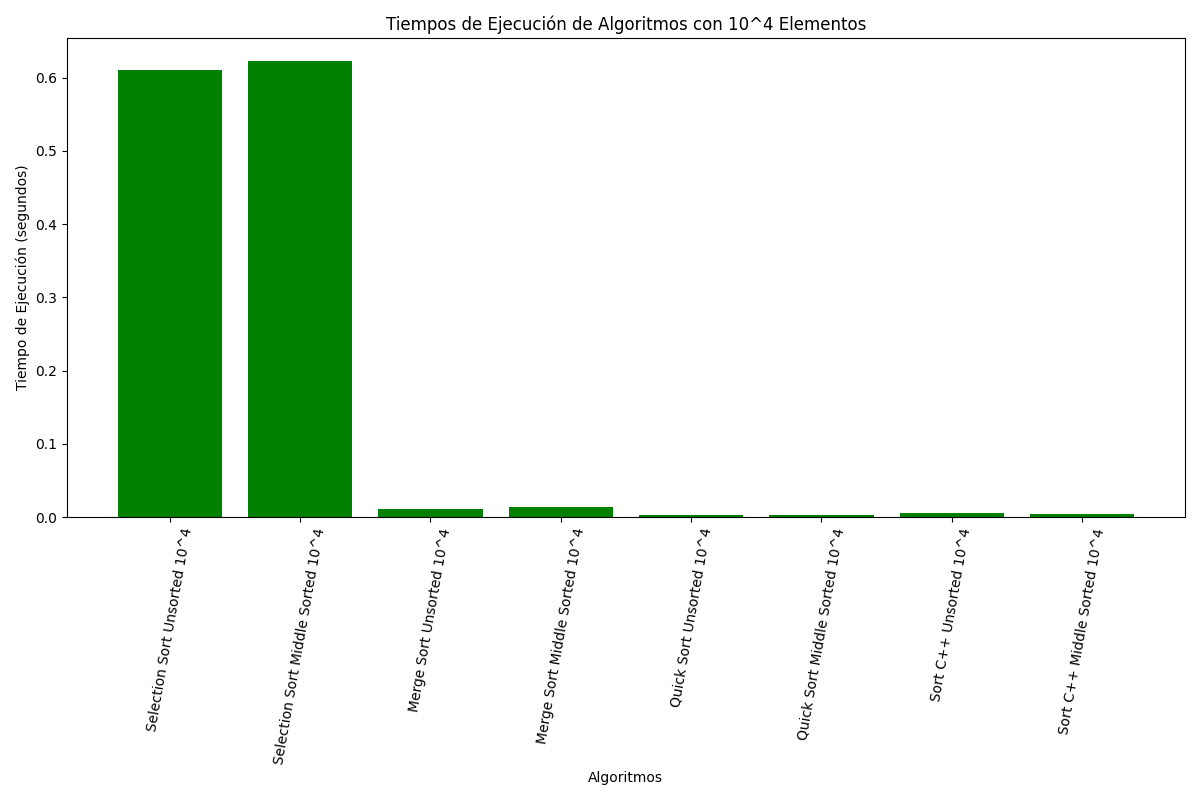 Tiempos de Ejecución de Algoritmos con 10^4 Elementos
Tiempo de Ejecución (segundos)
0.6
0.5
0.4
0.3
0.2
0.1
0.0
Selection Sort Unsorted 10^4
Selection Sort Middle Sorted 10^4
Merge Sort Unsorted 10^4
Merge Sort Middle Sorted 10^4
Quick Sort Unsorted 10^4
Quick Sort Middle Sorted 10^4
Sort C++ Unsorted 10^4
Sort C++ Middle Sorted 10^4
Algoritmos